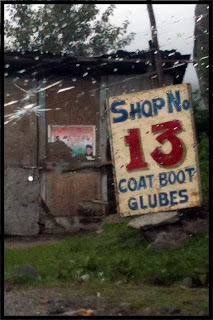 SHOP No.
13
COAT BOOT
GLUBES